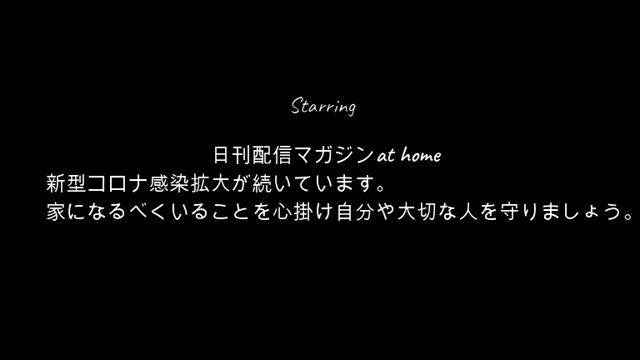 Starring
日刊配信マガジンat home
新型コロナ感染拡大が続いています。
家になるべくいることを心掛け自分や大切な人を守りましょう。